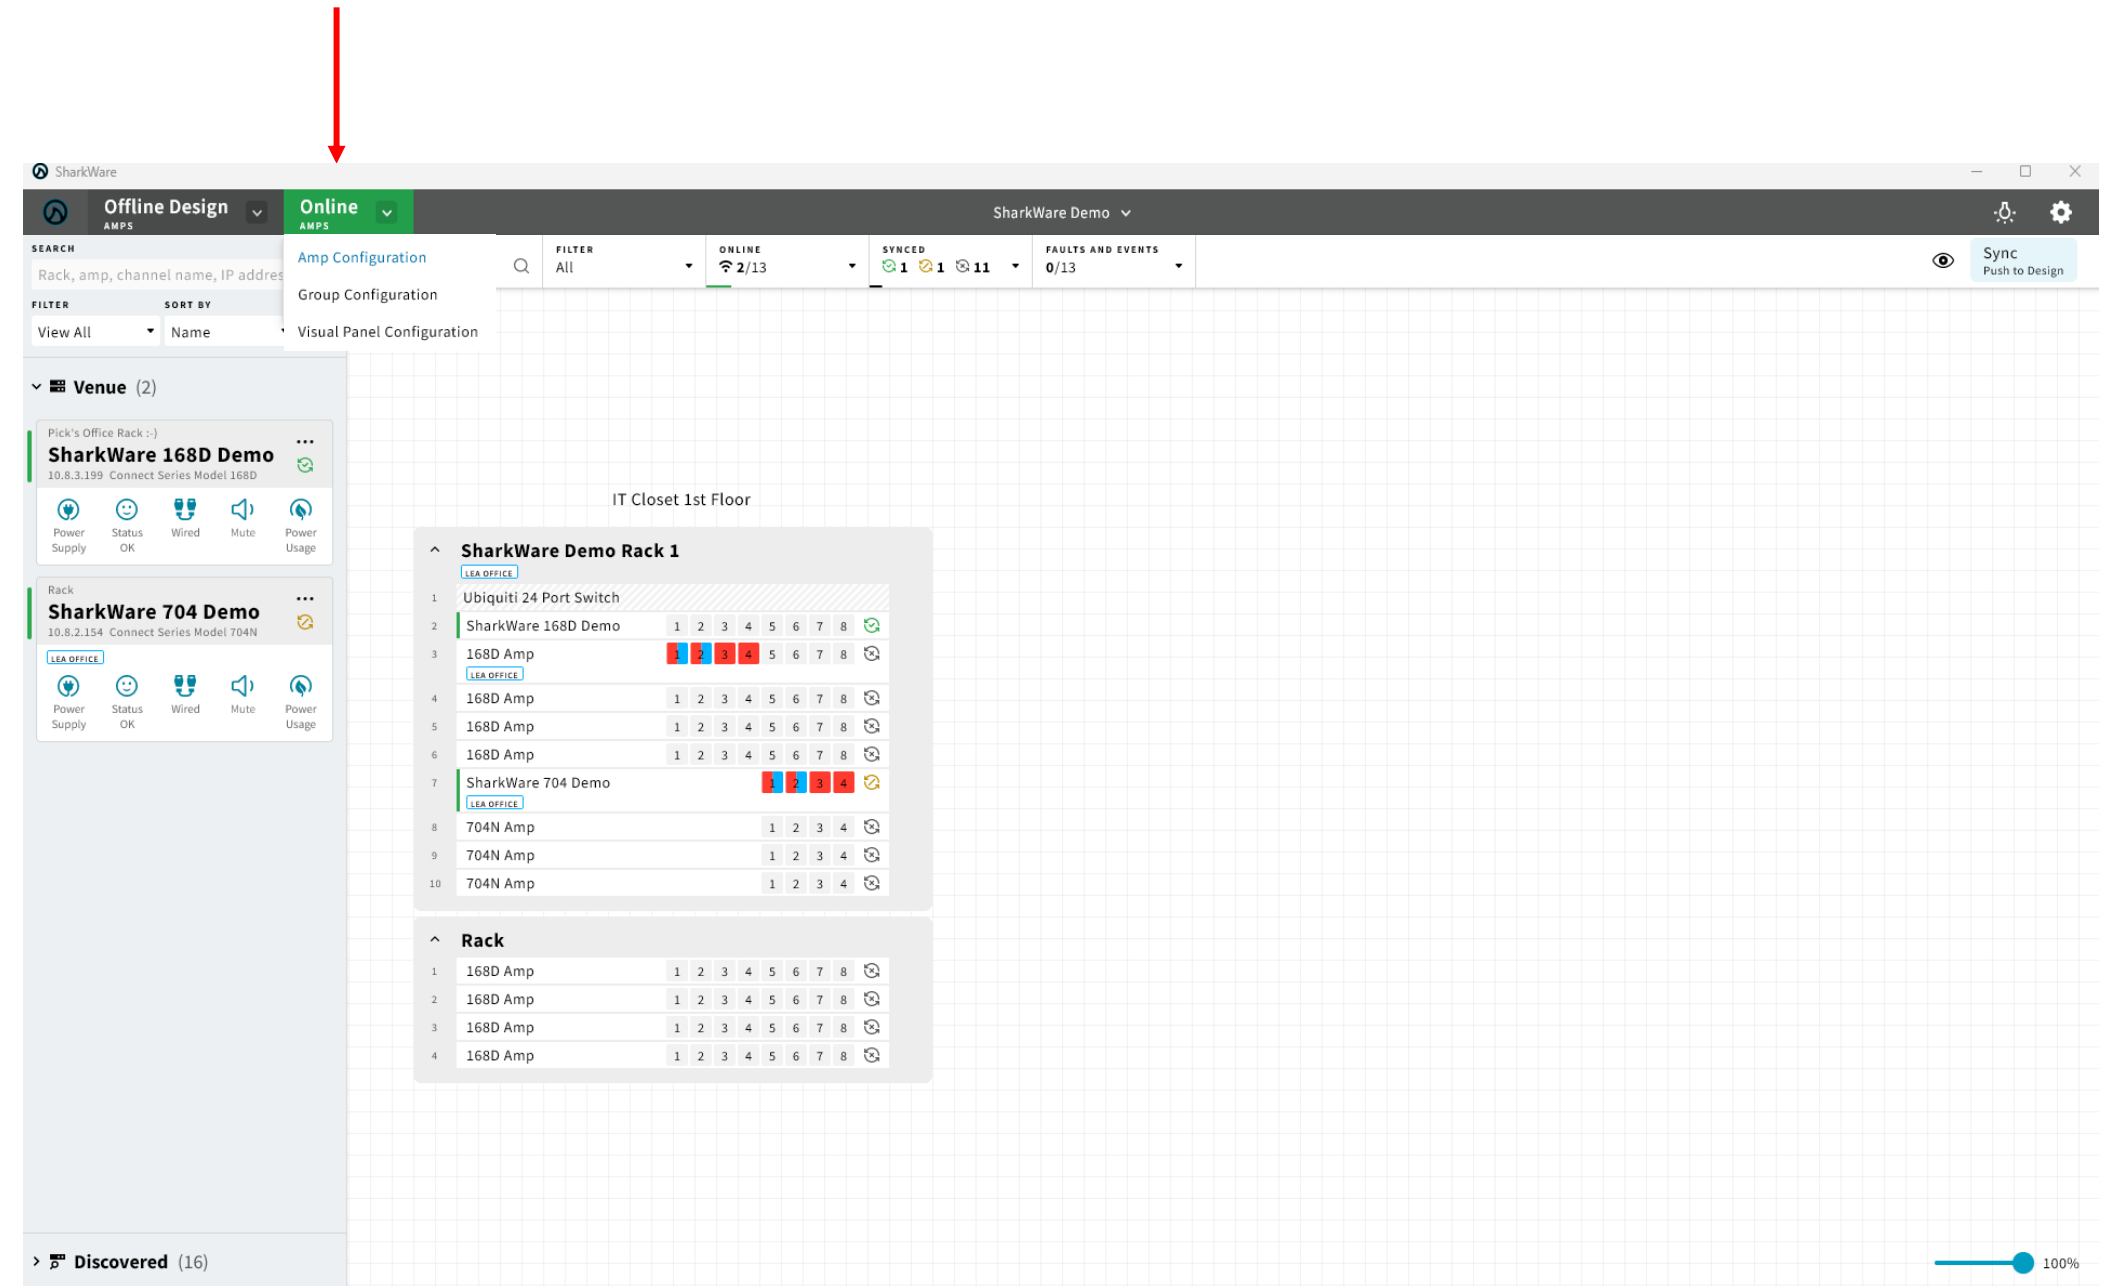 SharkWare
Offline Design
AMPS
Online
AMPS
SharkWare Demo
SEARCH
Rack, amp, channel name, IP addres
FILTER
View All
SORT BY
Name
Amp Configuration
Group Configuration
Visual Panel Configuration
FILTER
All
ONLINE
2/13
SYNCED
1 1 11
FAULTS AND EVENTS
0/13
Sync
Push to Design
Venue (2)
Pick's Office Rack :-)
SharkWare 168D Demo
10.8.3.199 Connect Series Model 168D
Power Supply
Status OK
Wired
Mute
Power Usage
Rack
SharkWare 704 Demo
10.8.2.154 Connect Series Model 704N
LEA OFFICE
Power Supply
Status OK
Wired
Mute
Power Usage
Discovered (16)
IT Closet 1st Floor
SharkWare Demo Rack 1
LEA OFFICE
1 Ubiquiti 24 Port Switch
2 SharkWare 168D Demo 1 2 3 4 5 6 7 8
3 168D Amp 1 2 3 4 5 6 7 8
LEA OFFICE
4 168D Amp 1 2 3 4 5 6 7 8
5 168D Amp 1 2 3 4 5 6 7 8
6 168D Amp 1 2 3 4 5 6 7 8
7 SharkWare 704 Demo 1 2 3 4
LEA OFFICE
8 704N Amp 1 2 3 4
9 704N Amp 1 2 3 4
10 704N Amp 1 2 3 4
Rack
1 168D Amp 1 2 3 4 5 6 7 8
2 168D Amp 1 2 3 4 5 6 7 8
3 168D Amp 1 2 3 4 5 6 7 8
4 168D Amp 1 2 3 4 5 6 7 8
100%